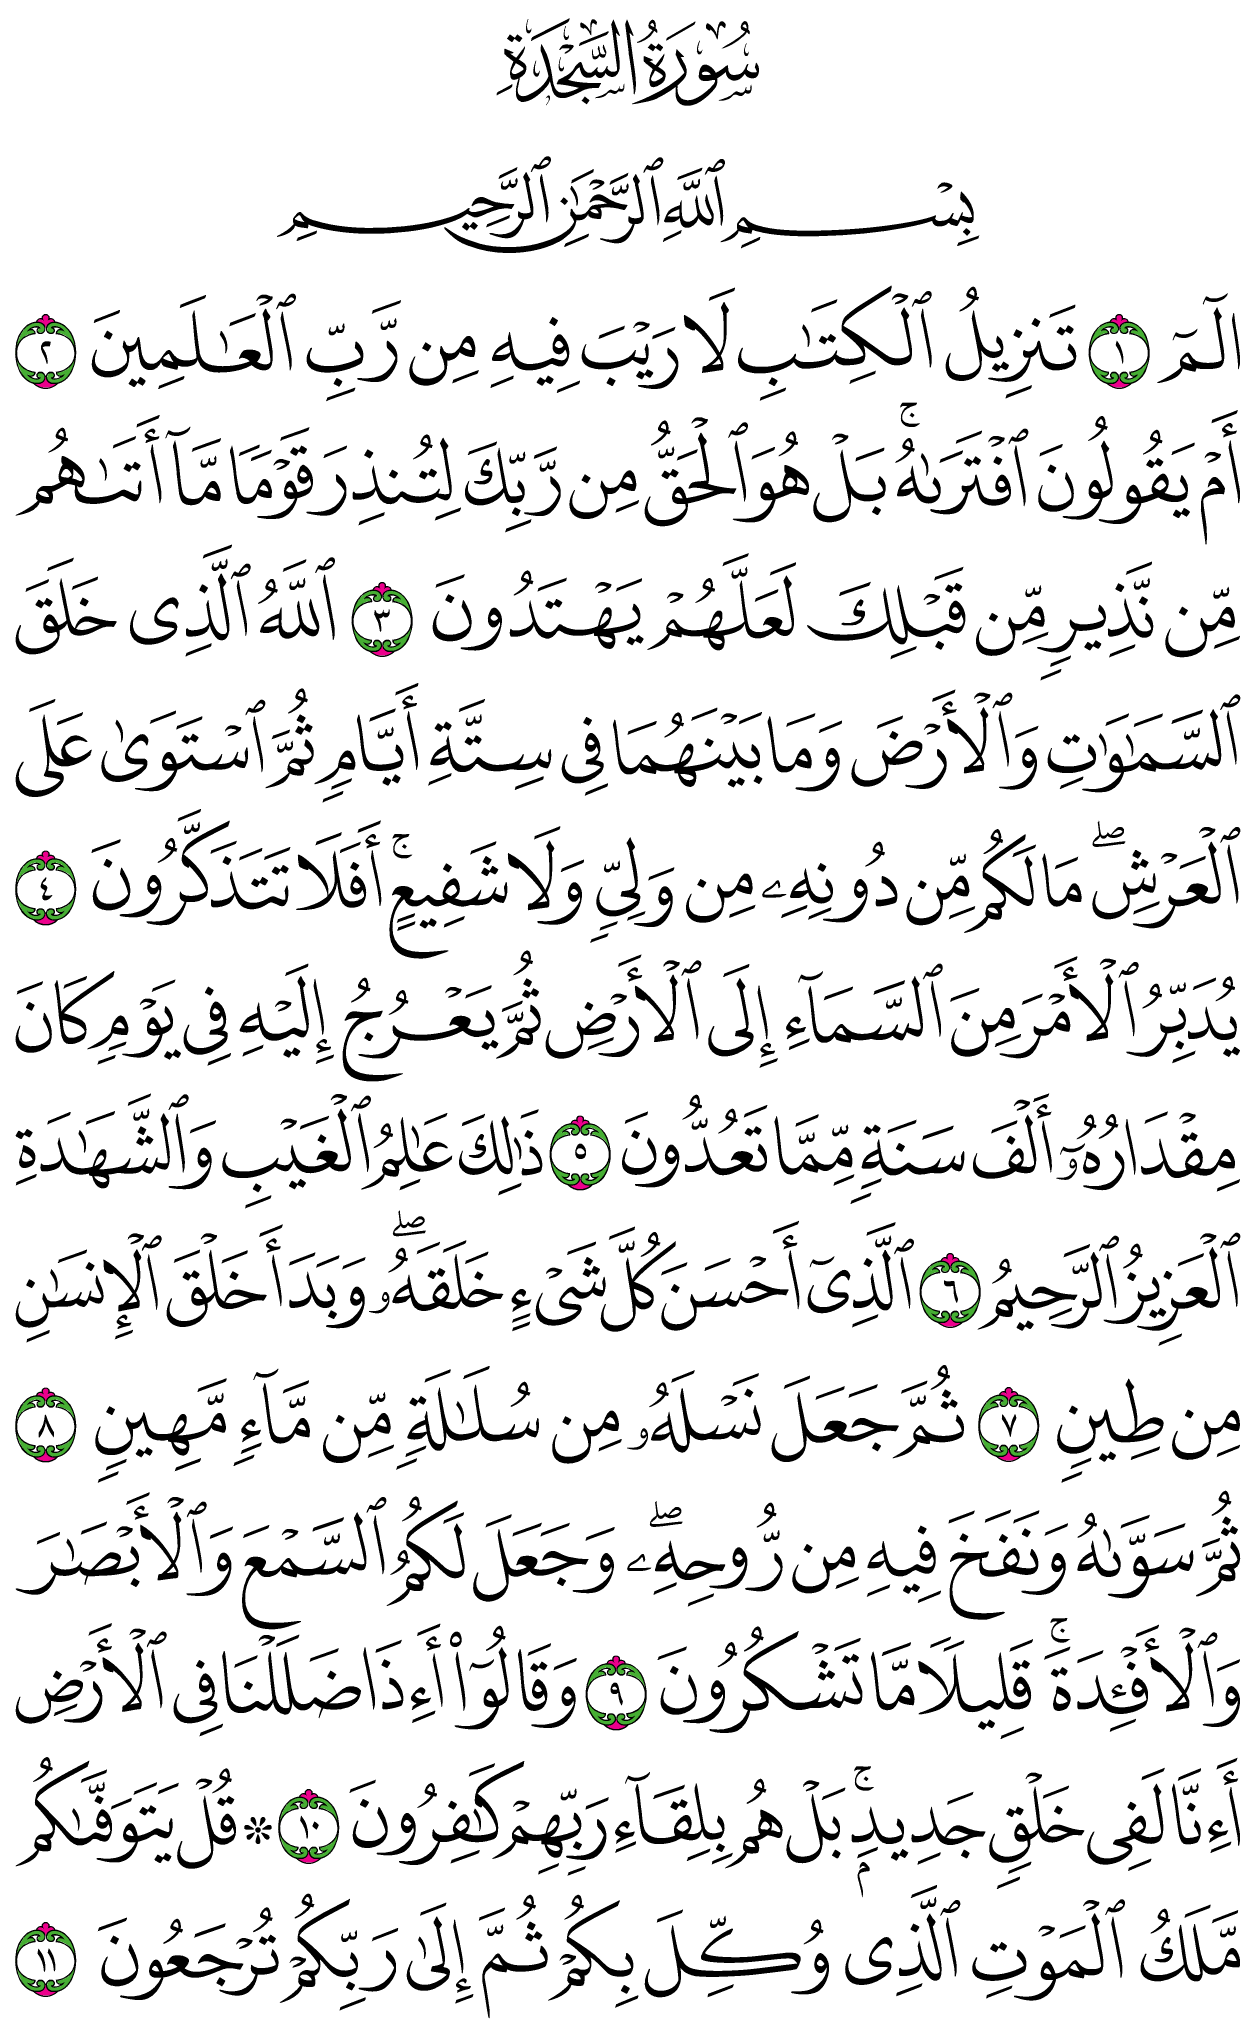 سُورَةُ السَّجْدَةِ
بِسْمِ ٱللَّهِ ٱلرَّحْمَٰنِ ٱلرَّحِيمِ
الٓمٓ ١ تَنزِيلُ ٱلْكِتَٰبِ لَا رَيْبَ فِيهِ مِن رَّبِّ ٱلْعَٰلَمِينَ ٢
أَمْ يَقُولُونَ ٱفْتَرَىٰهُۚ بَلْ هُوَ ٱلْحَقُّ مِن رَّبِّكَ لِتُنذِرَ قَوْمًا مَّآ أَتَىٰهُم
مِّن نَّذِيرٍ مِّن قَبْلِكَ لَعَلَّهُمْ يَهْتَدُونَ ٣ ٱللَّهُ ٱلَّذِى خَلَقَ
ٱلسَّمَٰوَٰتِ وَٱلْأَرْضَ وَمَا بَيْنَهُمَا فِى سِتَّةِ أَيَّامٍ ثُمَّ ٱسْتَوَىٰ عَلَى
ٱلْعَرْشِۖ مَا لَكُم مِّن دُونِهِۦ مِن وَلِىٍّ وَلَا شَفِيعٍۚ أَفَلَا تَتَذَكَّرُونَ ٤
يُدَبِّرُ ٱلْأَمْرَ مِنَ ٱلسَّمَآءِ إِلَى ٱلْأَرْضِ ثُمَّ يَعْرُجُ إِلَيْهِ فِى يَوْمٍ كَانَ
مِقْدَارُهُۥٓ أَلْفَ سَنَةٍ مِّمَّا تَعُدُّونَ ٥ ذَٰلِكَ عَٰلِمُ ٱلْغَيْبِ وَٱلشَّهَٰدَةِ
ٱلْعَزِيزُ ٱلرَّحِيمُ ٦ ٱلَّذِىٓ أَحْسَنَ كُلَّ شَىْءٍ خَلَقَهُۥۖ وَبَدَأَ خَلْقَ ٱلْإِنسَٰنِ
مِن طِينٍ ٧ ثُمَّ جَعَلَ نَسْلَهُۥ مِن سُلَٰلَةٍ مِّن مَّآءٍ مَّهِينٍ ٨
ثُمَّ سَوَّىٰهُ وَنَفَخَ فِيهِ مِن رُّوحِهِۦۖ وَجَعَلَ لَكُمُ ٱلسَّمْعَ وَٱلْأَبْصَٰرَ
وَٱلْأَفْـِٔدَةَۚ قَلِيلًا مَّا تَشْكُرُونَ ٩ وَقَالُوٓا۟ أَءِذَا ضَلَلْنَا فِى ٱلْأَرْضِ
أَءِنَّا لَفِى خَلْقٍ جَدِيدٍۭۚ بَلْ هُم بِلِقَآءِ رَبِّهِمْ كَٰفِرُونَ ١٠ ۞ قُلْ يَتَوَفَّىٰكُم
مَّلَكُ ٱلْمَوْتِ ٱلَّذِى وُكِّلَ بِكُمْ ثُمَّ إِلَىٰ رَبِّكُمْ تُرْجَعُونَ ١١